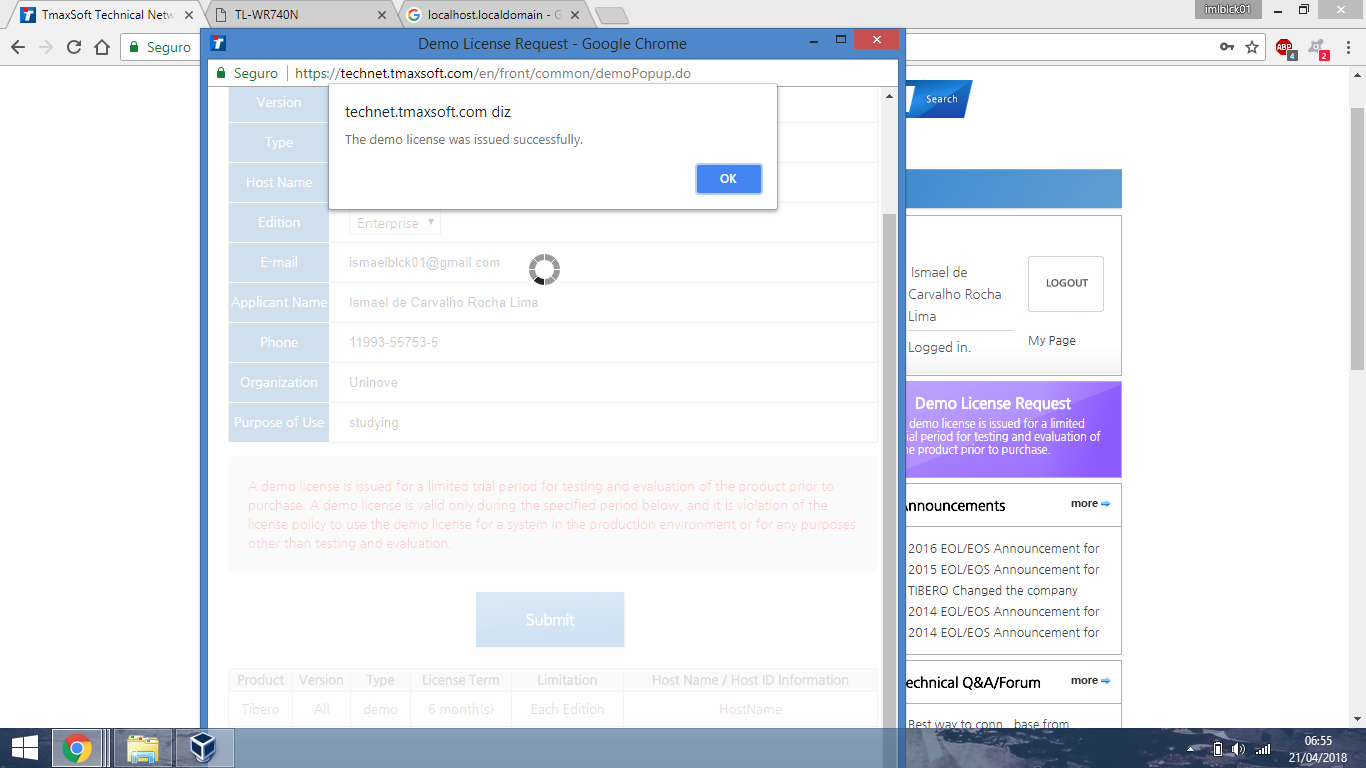 TmaxSoft Technical Netw
TL-WR740N
localhost.localdomain - G
imlblck01
Seguro
Demo License Request - Google Chrome
Seguro
https://technet.tmaxsoft.com/en/front/common/demoPopup.do
ABP
4
2
technet.tmaxsoft.com diz
The demo license was issued successfully.
OK
Version
Type
Host Name
Edition
Enterprise
E-mail
ismaelblck01@gmail.com
Applicant Name
Ismael de Carvalho Rocha Lima
Phone
11993-55753-5
Organization
Uninove
Purpose of Use
studying
A demo license is issued for a limited trial period for testing and evaluation of the product prior to
purchase. A demo license is valid only during the specified period below, and it is violation of the
license policy to use the demo license for a system in the production environment or for any purposes
other than testing and evaluation.
Submit
Product Version Type License Term Limitation Host Name / Host ID Information
Tibero All demo 6 month(s) Each Edition HostName
Search
Ismael de
Carvalho Rocha
Lima
Logged in.
LOGOUT
My Page
Demo License Request
demo license is issued for a limited
ial period for testing and evaluation of
he product prior to purchase.
nnouncements
more
2016 EOL/EOS Announcement for
2015 EOL/EOS Announcement for
TIBERO Changed the company
2014 EOL/EOS Announcement for
2014 EOL/EOS Announcement for
echnical Q&A/Forum
more
Best way to conn... base from
06:55
21/04/2018